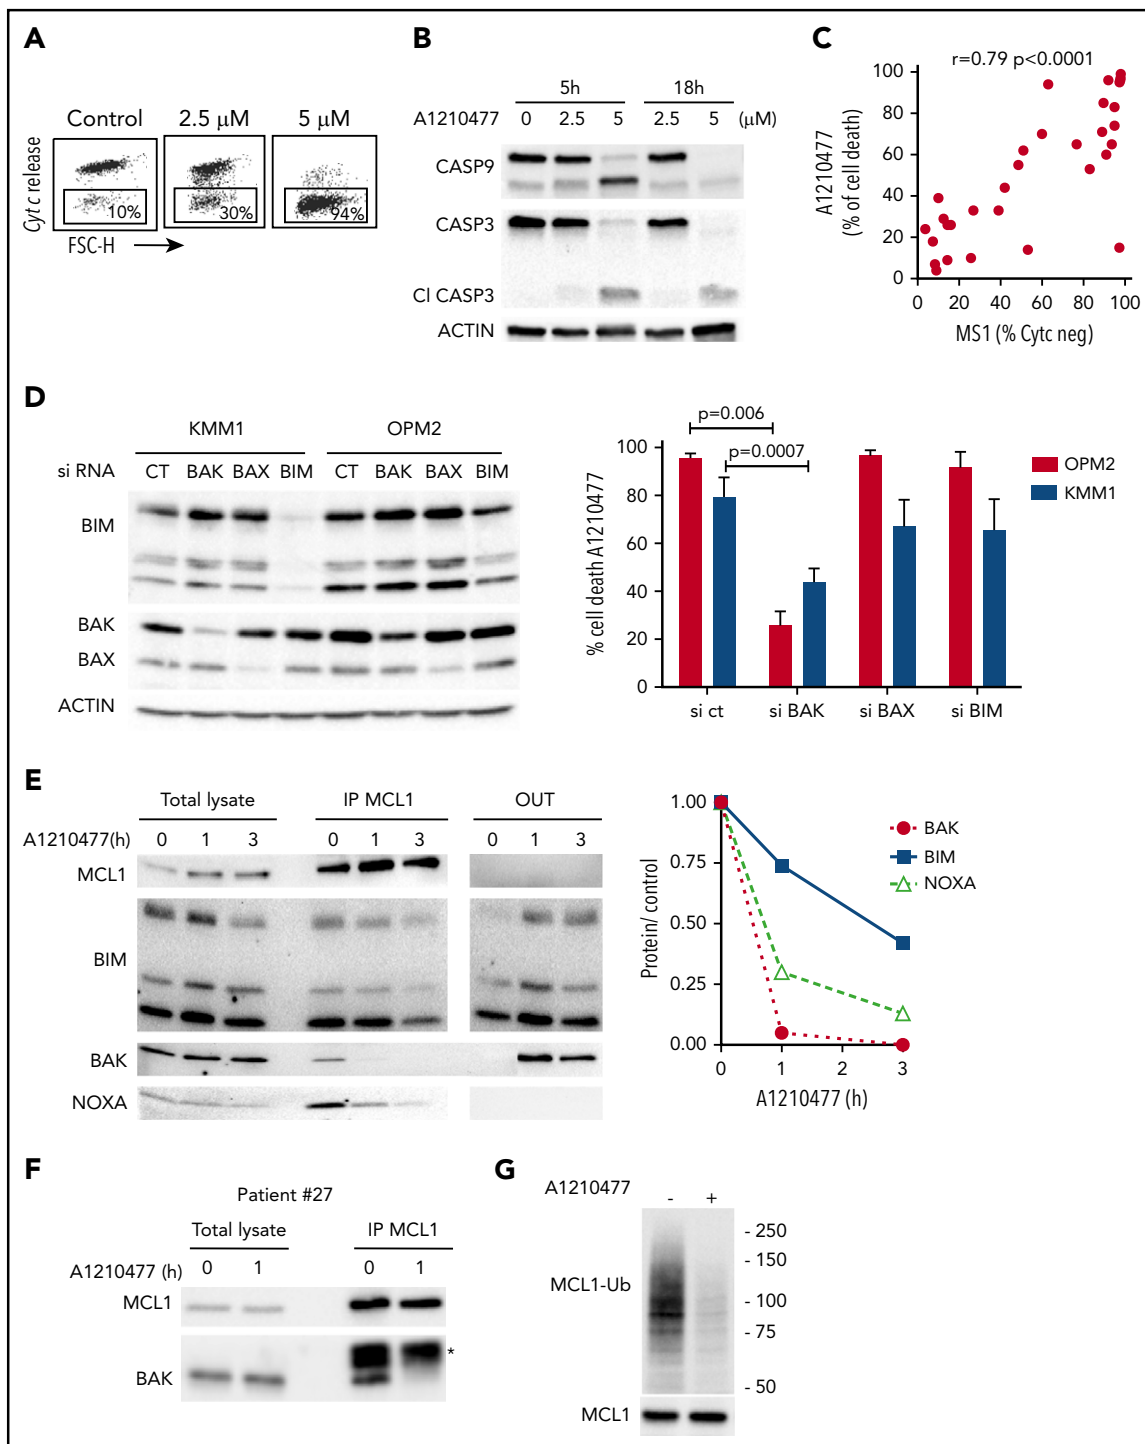 A
Control 2.5 μM 5 μM
Cyt c release
10% 30% 94%
FSC-H
B
5h 18h
A1210477 0 2.5 5 2.5 5 (μM)
CASP9
CASP3
Cl CASP3
ACTIN
C
r=0.79 p<0.0001
A1210477
(% of cell death)
100
80
60
40
20
0
0 20 40 60 80 100
MS1 (% Cytc neg)
D
KMM1 OPM2
si RNA CT BAK BAX BIM CT BAK BAX BIM
BIM
BAK
BAX
ACTIN
p=0.006
p=0.0007
% cell death A1210477
100
80
60
40
20
0
si ct si BAK si BAX si BIM
OPM2
KMM1
E
Total lysate IP MCL1 OUT
A1210477(h) 0 1 3 0 1 3 0 1 3
MCL1
BIM
BAK
NOXA
Protein/ control
1.00
0.75
0.50
0.25
0.00
0 1 2 3
A1210477 (h)
BAK
BIM
NOXA
F
Patient #27
Total lysate IP MCL1
A1210477 (h) 0 1 0 1
MCL1
BAK
*
G
A1210477 - +
MCL1-Ub
- 250
- 150
- 100
- 75
- 50
MCL1